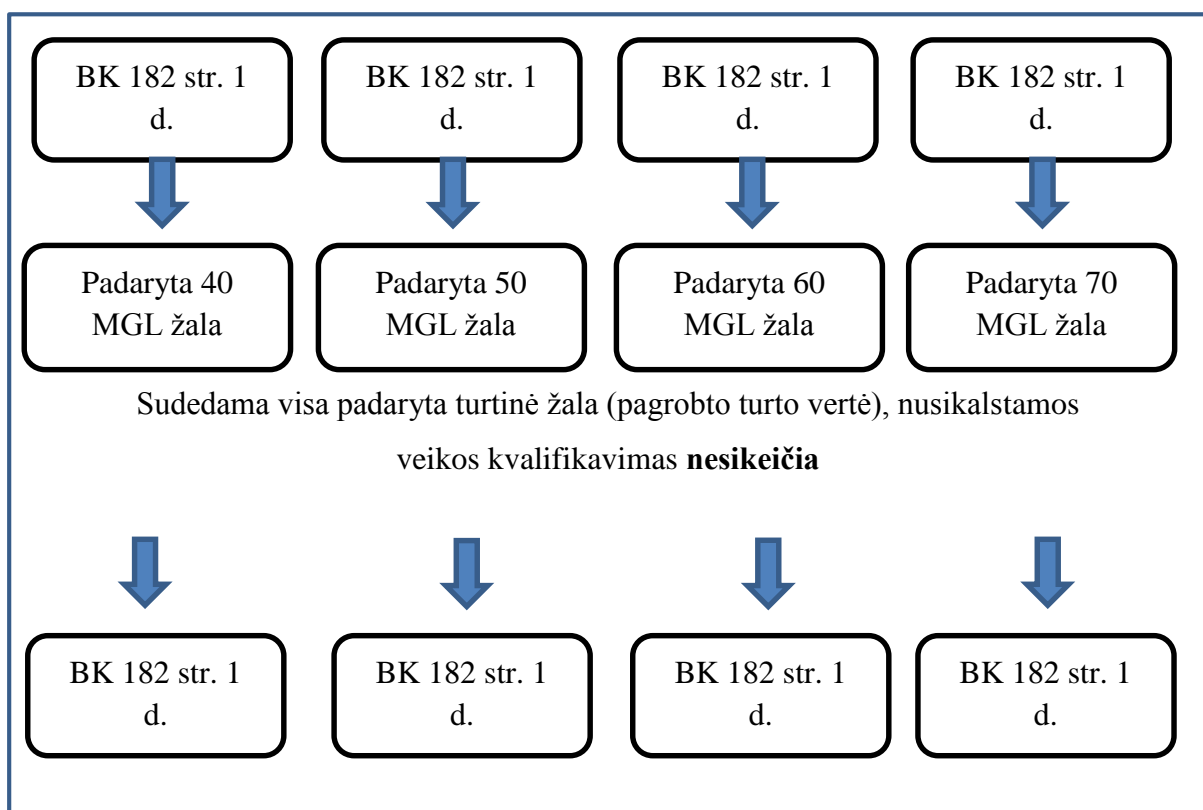 BK 182 str. 1
d.
BK 182 str. 1
d.
BK 182 str. 1
d.
BK 182 str. 1
d.
Padaryta 40
MGL žala
Padaryta 50
MGL žala
Padaryta 60
MGL žala
Padaryta 70
MGL žala
Sudedama visa padaryta turtinė žala (pagrobto turto vertė), nusikalstamos
veikos kvalifikavimas nesikeičia
BK 182 str. 1
d.
BK 182 str. 1
d.
BK 182 str. 1
d.
BK 182 str. 1
d.